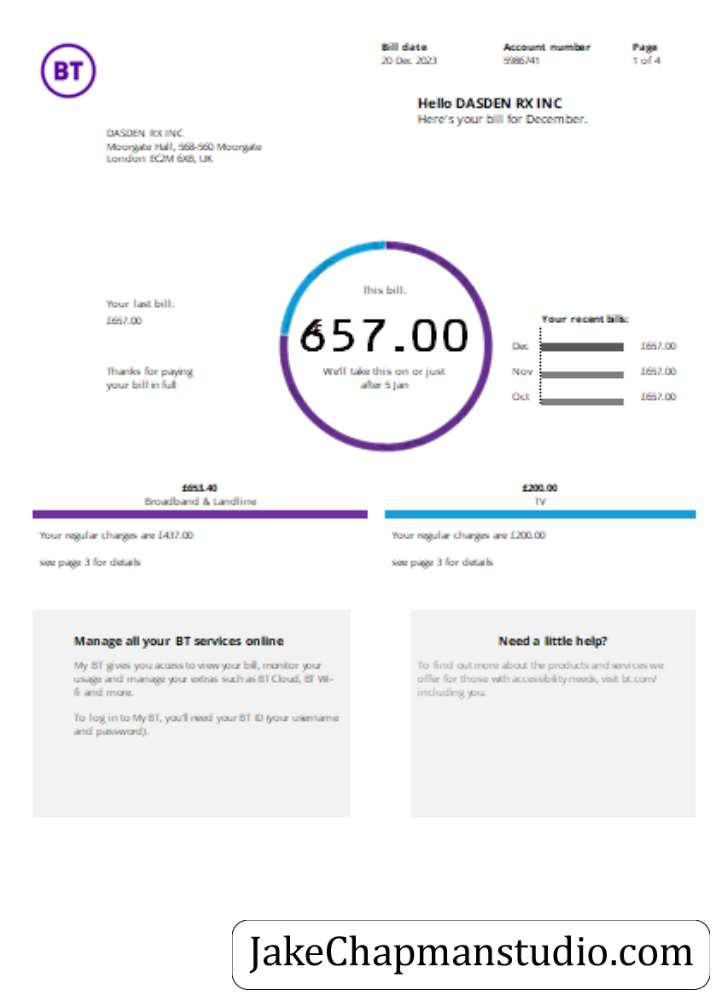 BT
Bill date
20 Dec 2023
Account number
5986741
Page
1 of 4
Hello DASDEN RX INC
Here's your bill for December.
DASDEN RX INC
Moorgate Hall, 568-560 Moorgate
London EC2M 6XB, UK
Your last bill:
£657.00
Thanks for paying
your bill in full
This bill:
657.00
We'll take this on or just
after 5 Jan
Your recent bills:
Dec £657.00
Nov £657.00
Oct £657.00
£653.40
Broadband & Landline
Your regular charges are £437.00
see page 3 for details
£200.00
TV
Your regular charges are £200.00
see page 3 for details
Manage all your BT services online
My BT gives you access to view your bill, monitor your
usage and manage your extras such as BT Cloud, BT Wi-
fi and more.
To log in to My BT, you'll need your BT ID (your username
and password).
Need a little help?
To find out more about the products and services we
offer for those with accessibility needs, visit bt.com/
including you.
JakeChapmanstudio.com